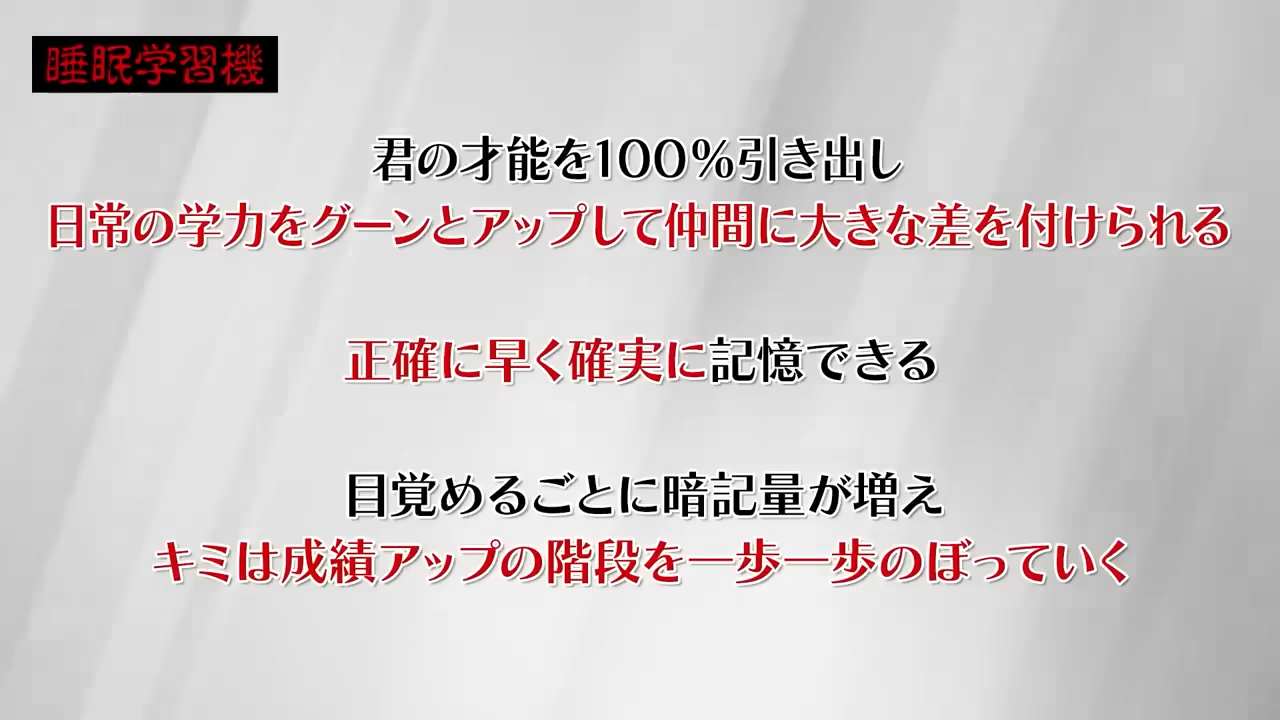 睡眠学習機
君の才能を100%引き出し
日常の学力をグーンとアップして仲間に大きな差を付けられる
正確に早く確実に記憶できる
目覚めるごとに暗記量が増え
キミは成績アップの階段を一歩一歩のぼっていく